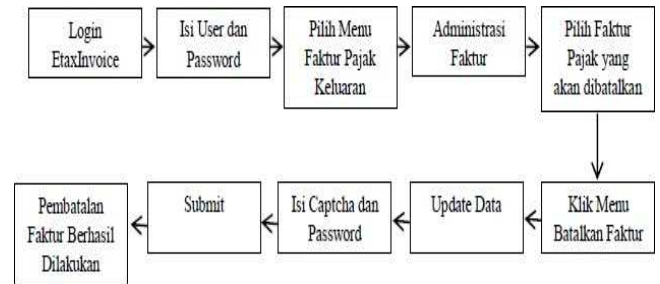 Login
EtaxInvoice
Isi User dan
Password
Pilih Menu
Faktur Pajak
Keluaran
Administrasi
Faktur
Pilih Faktur
Pajak yang
akan dibatalkan
Klik Menu
Batalkan Faktur
Update Data
Isi Captcha dan
Password
Submit
Pembatalan
Faktur Berhasil
Dilakukan